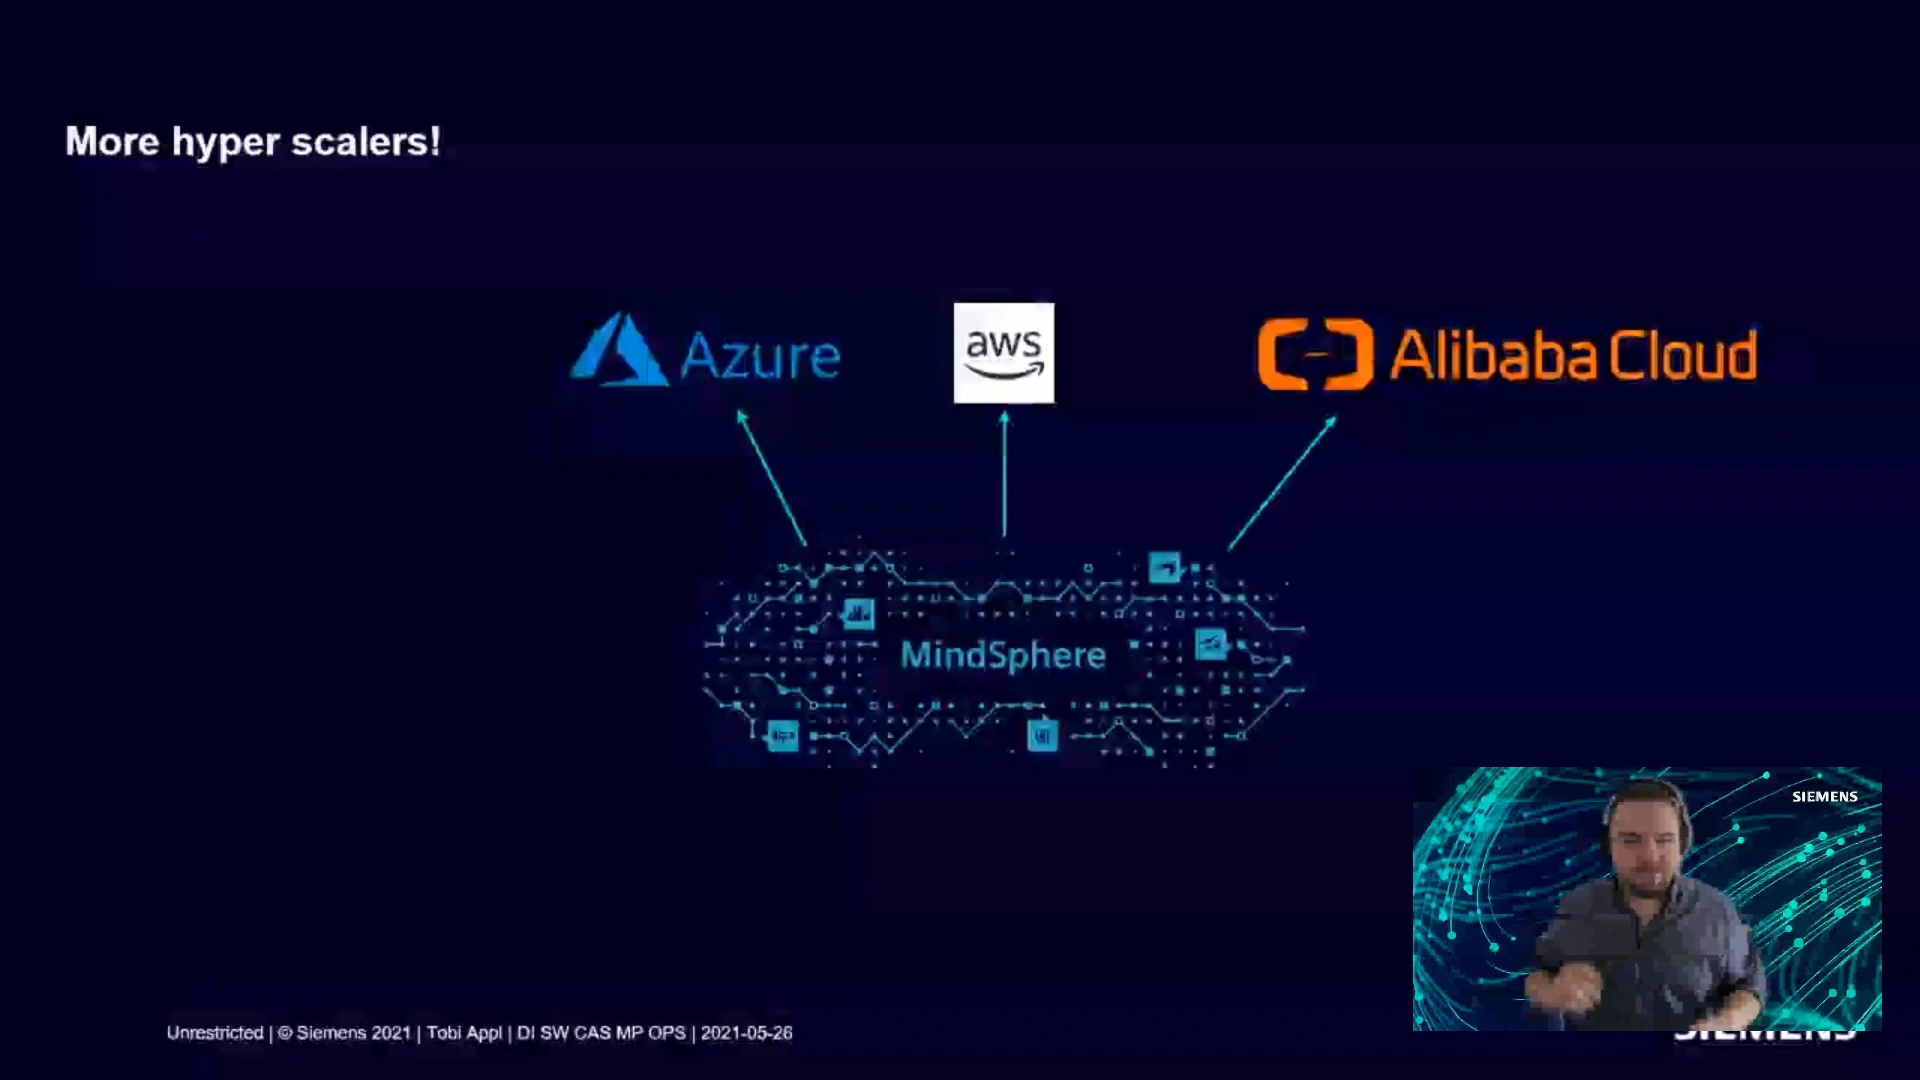 More hyper scalers!
Azure
aws
Alibaba Cloud
MindSphere
SIEMENS
Unrestricted | © Siemens 2021 | Tobi Appl | DI SW CAS MP OPS | 2021-05-26
SIEMENS